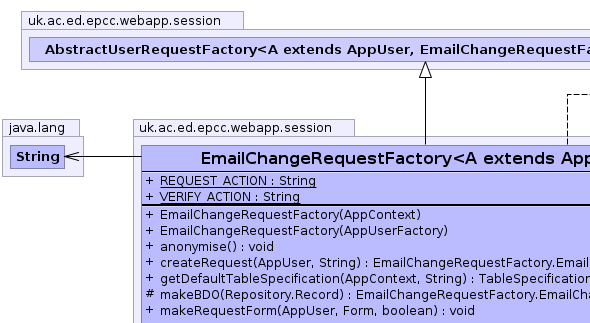 uk.ac.ed.epcc.webapp.session
AbstractUserRequestFactory<A extends AppUser, EmailChangeRequestFa
java.lang
String
uk.ac.ed.epcc.webapp.session
EmailChangeRequestFactory<A extends App
+ REQUEST_ACTION : String
+ VERIFY_ACTION : String
+ EmailChangeRequestFactory(AppContext)
+ EmailChangeRequestFactory(AppUserFactory)
+ anonymise() : void
+ createRequest(AppUser, String) : EmailChangeRequestFactory.Email
+ getDefaultTableSpecification(AppContext, String) : TableSpecification
# makeBDO(Repository.Record) : EmailChangeRequestFactory.EmailCha
+ makeRequestForm(AppUser, Form, boolean) : void